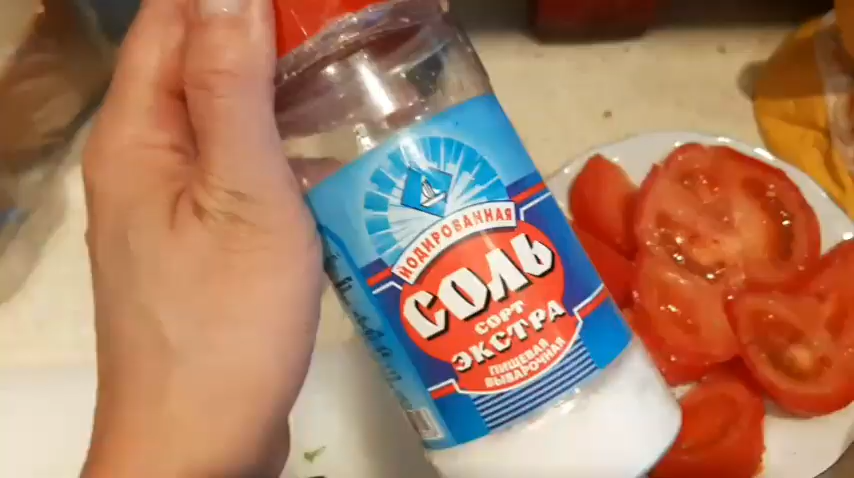 ЙОДИРОВАННАЯ
СОЛЬ
СОРТ
ЭКСТРА
ПИЩЕВАЯ
ВЫВАРОЧНАЯ